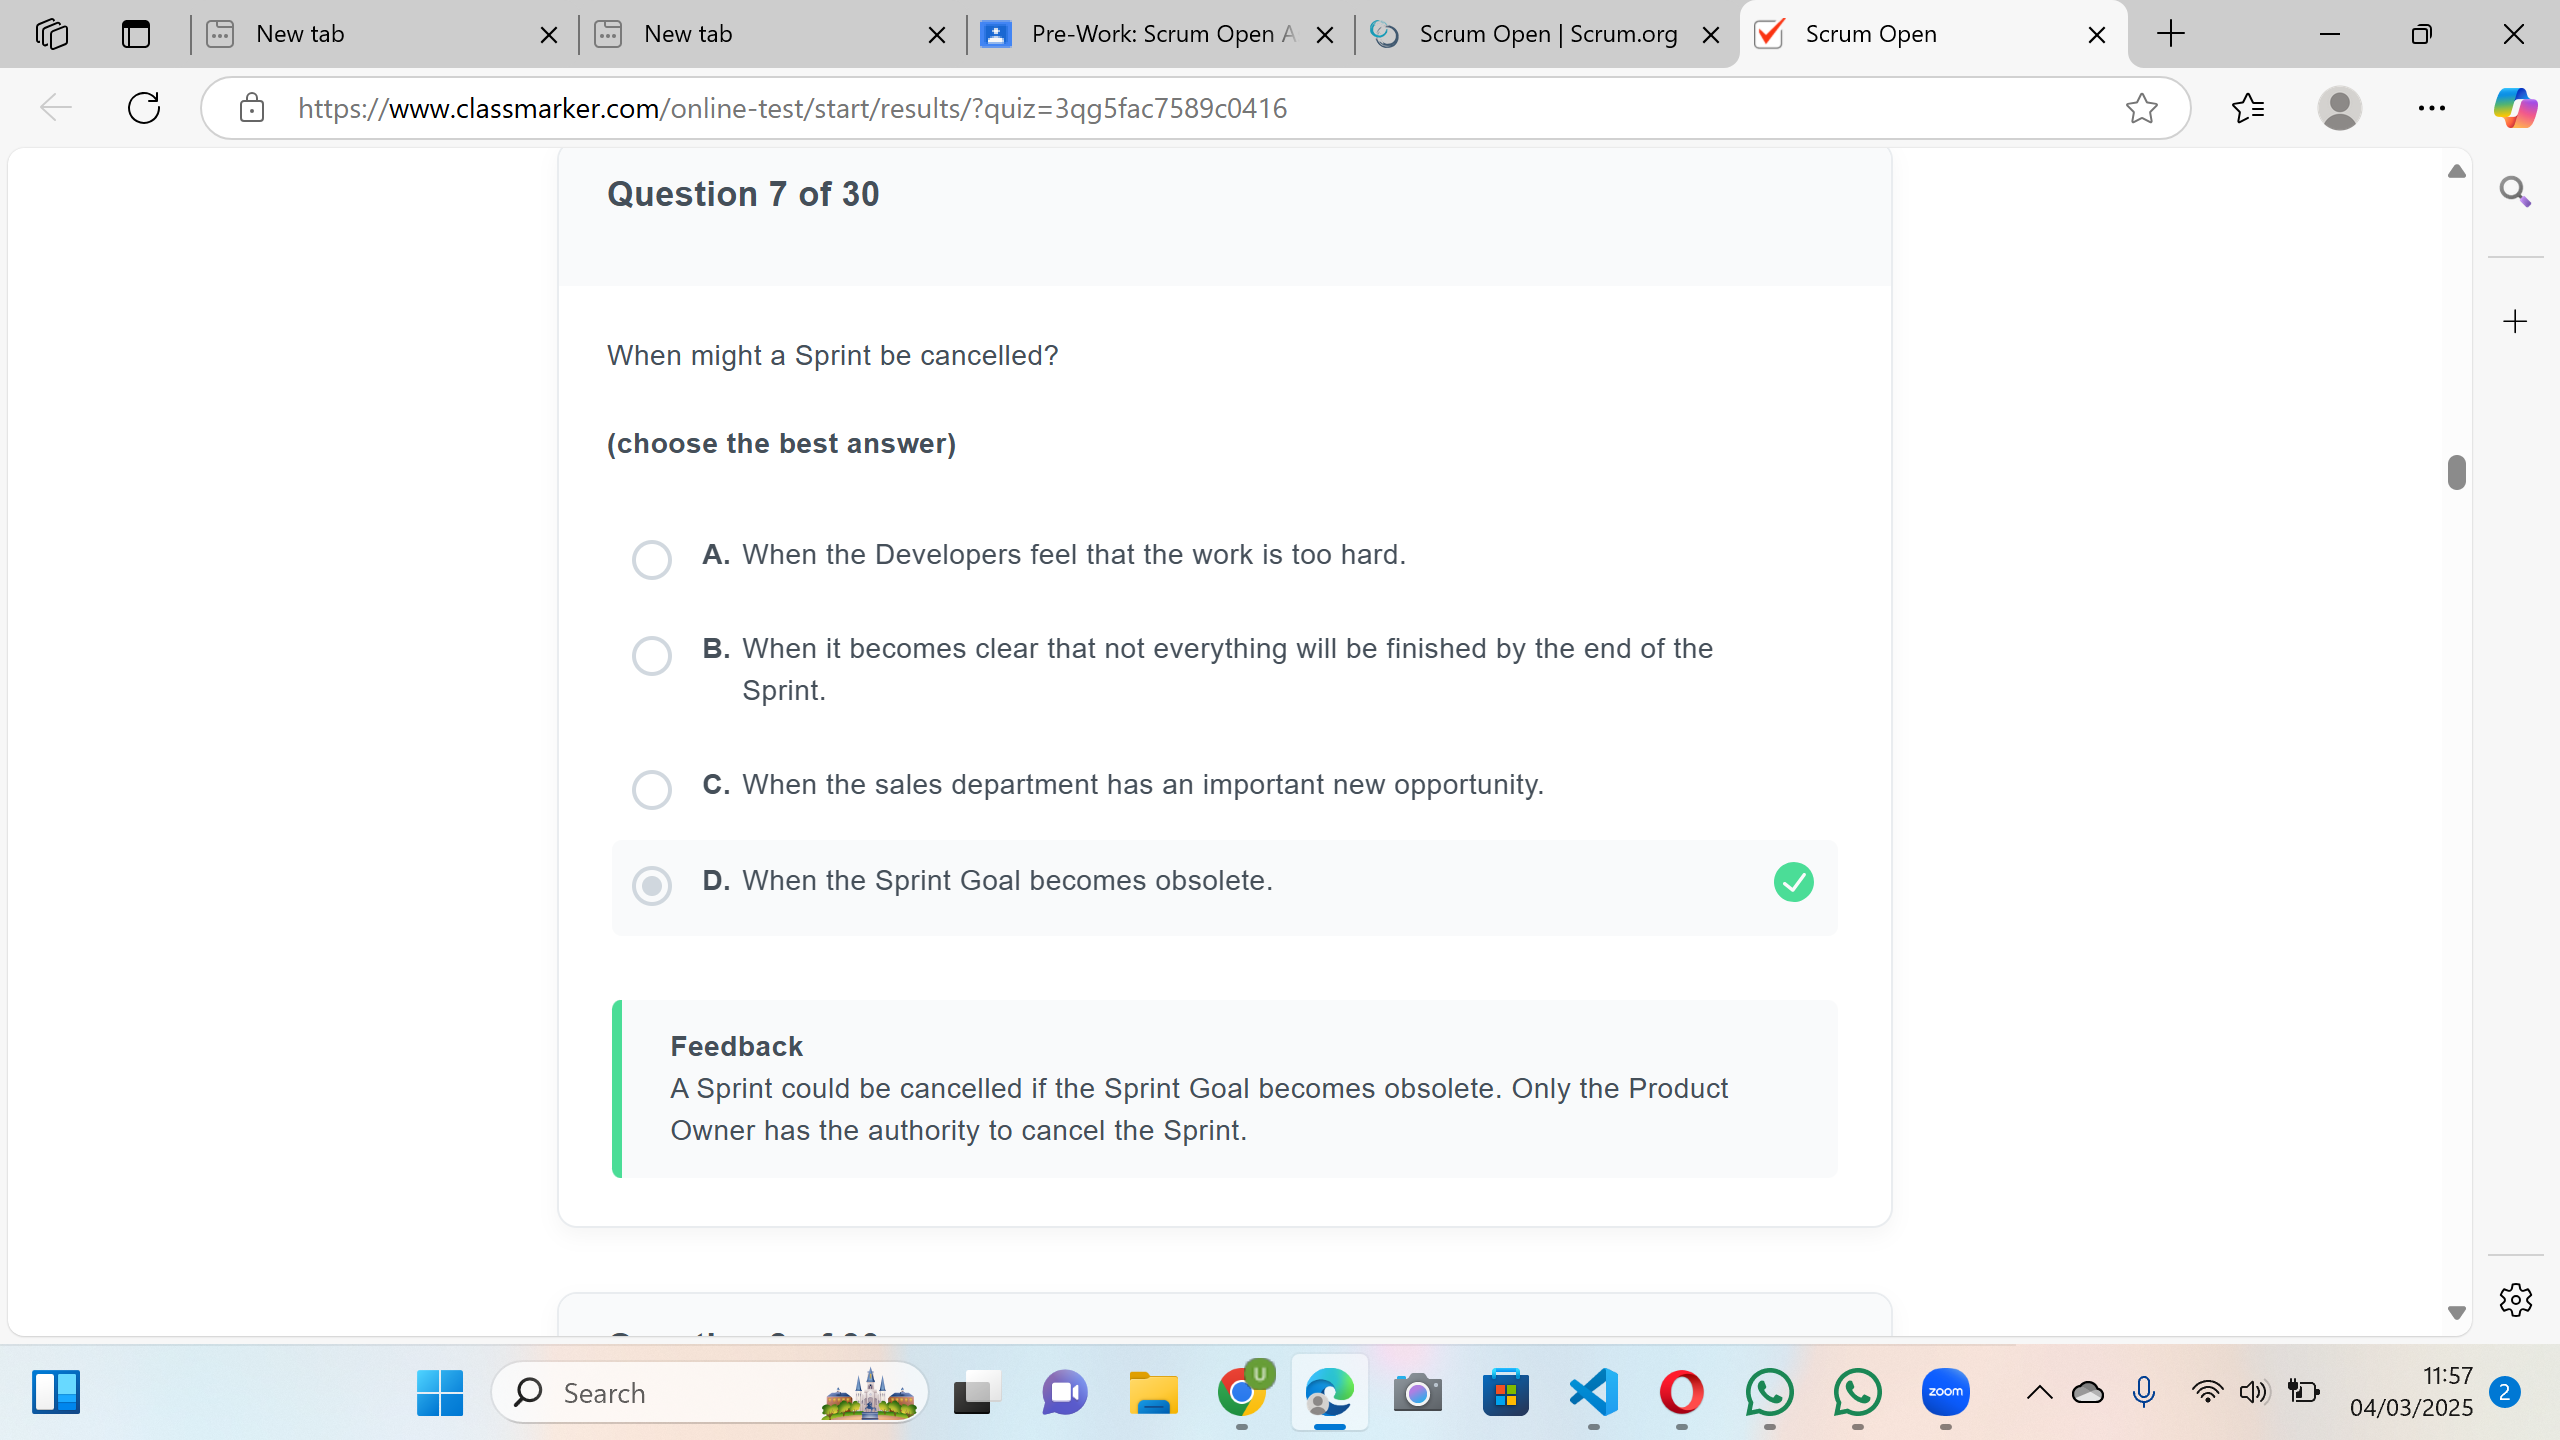 New tab
New tab
Pre-Work: Scrum Open A
Scrum Open | Scrum.org
Scrum Open
https://www.classmarker.com/online-test/start/results/?quiz=3qg5fac7589c0416
Question 7 of 30
When might a Sprint be cancelled?
(choose the best answer)
A. When the Developers feel that the work is too hard.
B. When it becomes clear that not everything will be finished by the end of the
Sprint.
C. When the sales department has an important new opportunity.
D. When the Sprint Goal becomes obsolete.
Feedback
A Sprint could be cancelled if the Sprint Goal becomes obsolete. Only the Product
Owner has the authority to cancel the Sprint.
Search
U
zoom
11:57
04/03/2025
2